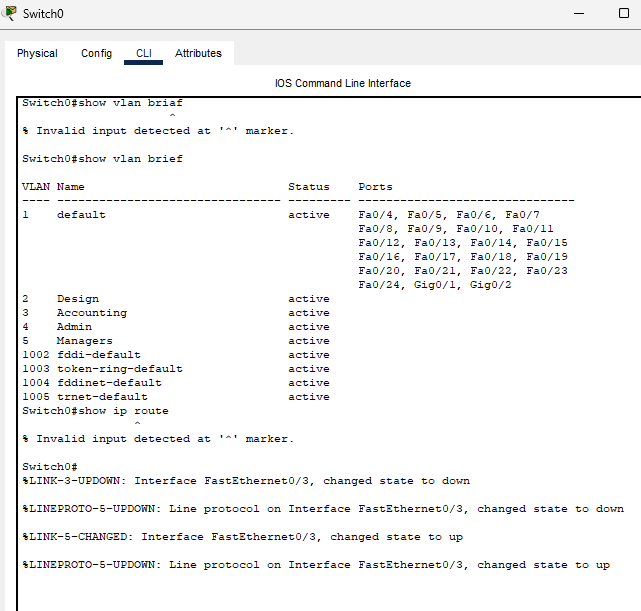 Switch0
Physical Config CLI Attributes
IOS Command Line Interface
Switch0#show vlan briaf
^
% Invalid input detected at '^' marker.
Switch0#show vlan brief
VLAN Name Status Ports
---- -------------------------------- --------- -------------------------------
1 default active Fa0/4, Fa0/5, Fa0/6, Fa0/7
Fa0/8, Fa0/9, Fa0/10, Fa0/11
Fa0/12, Fa0/13, Fa0/14, Fa0/15
Fa0/16, Fa0/17, Fa0/18, Fa0/19
Fa0/20, Fa0/21, Fa0/22, Fa0/23
Fa0/24, Gig0/1, Gig0/2
2 Design active
3 Accounting active
4 Admin active
5 Managers active
1002 fddi-default active
1003 token-ring-default active
1004 fddinet-default active
1005 trnet-default active
Switch0#show ip route
^
% Invalid input detected at '^' marker.
Switch0#
%LINK-3-UPDOWN: Interface FastEthernet0/3, changed state to down
%LINEPROTO-5-UPDOWN: Line protocol on Interface FastEthernet0/3, changed state to down
%LINK-5-CHANGED: Interface FastEthernet0/3, changed state to up
%LINEPROTO-5-UPDOWN: Line protocol on Interface FastEthernet0/3, changed state to up